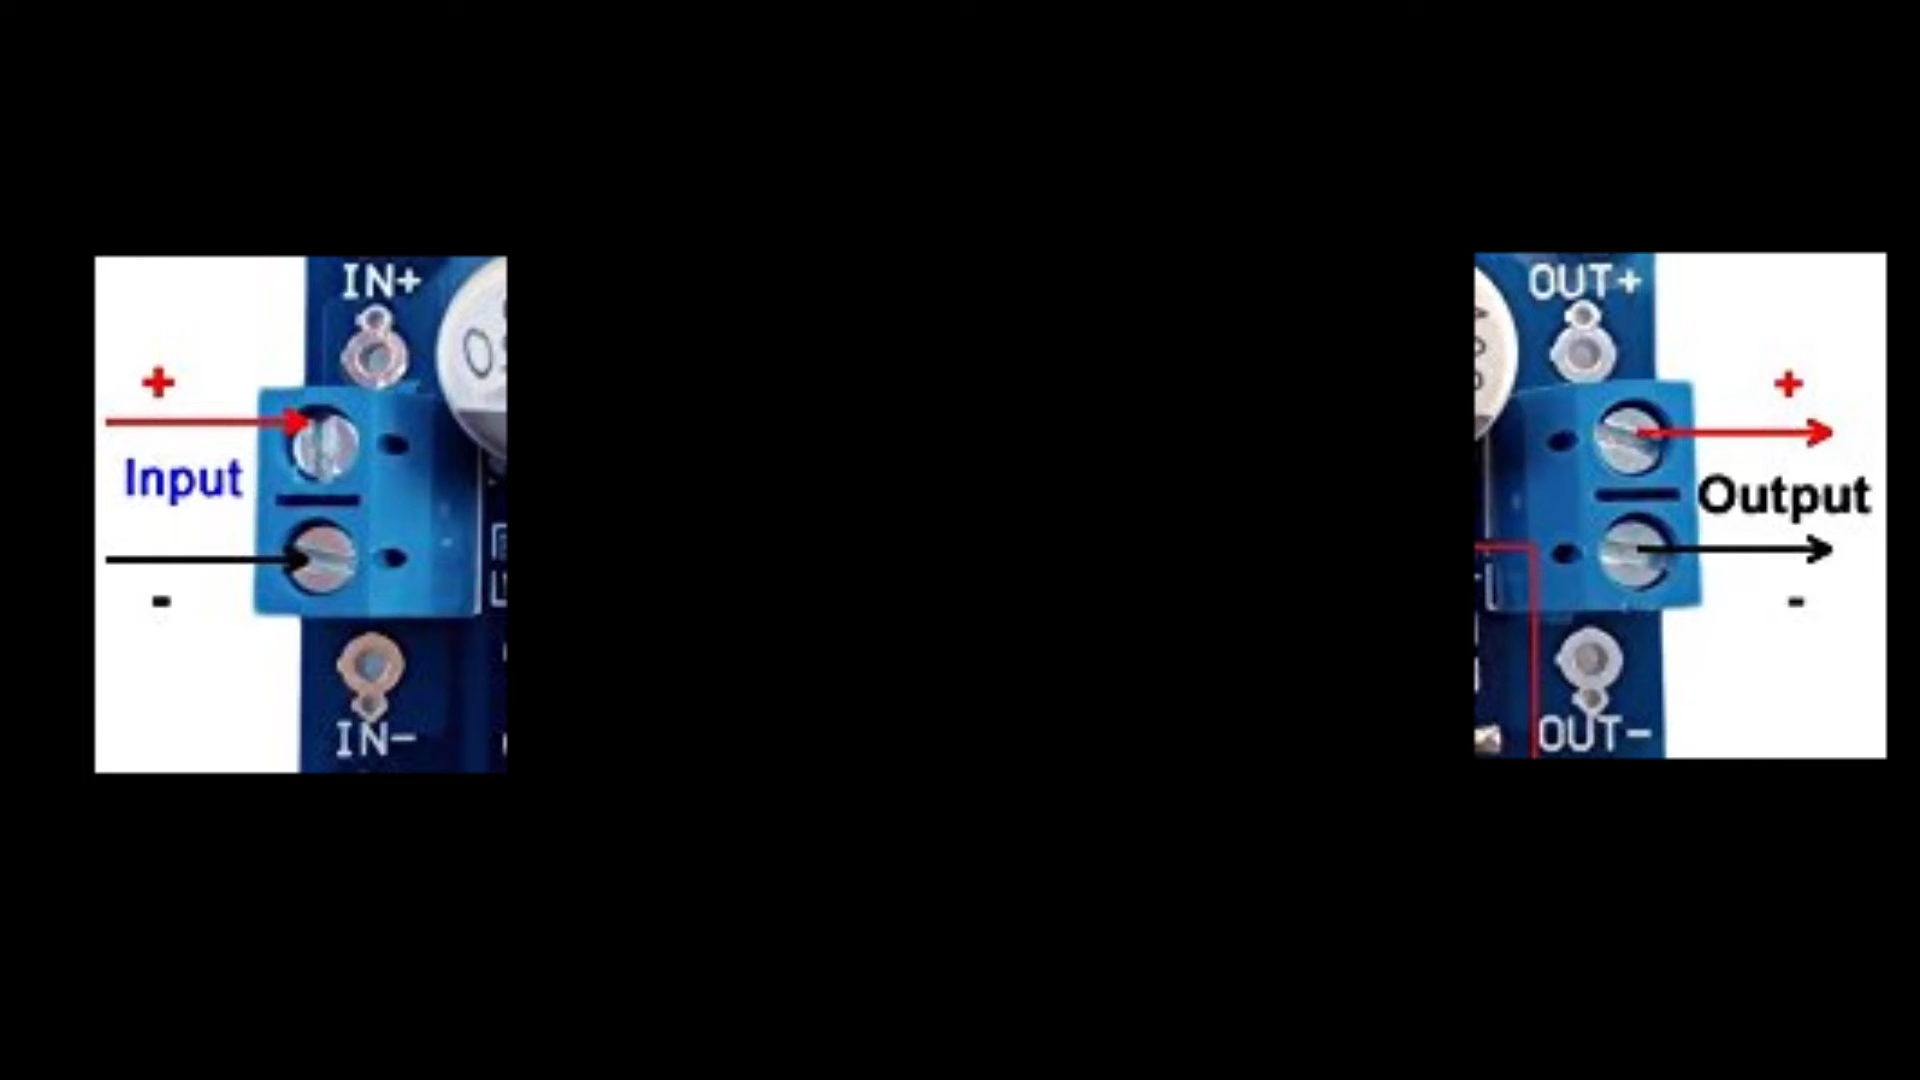 IN+
+
Input
-
IN-
OUT+
+
Output
-
OUT-